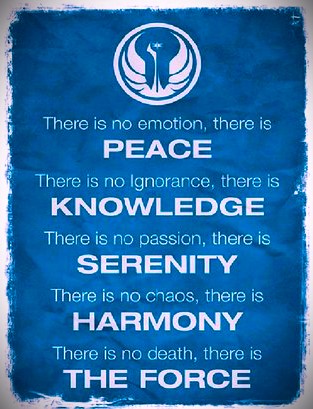 There is no emotion, there is
PEACE
There is no Ignorance, there is
KNOWLEDGE
There is no passion, there is
SERENITY
There is no chaos, there is
HARMONY
There is no death, there is
THE FORCE